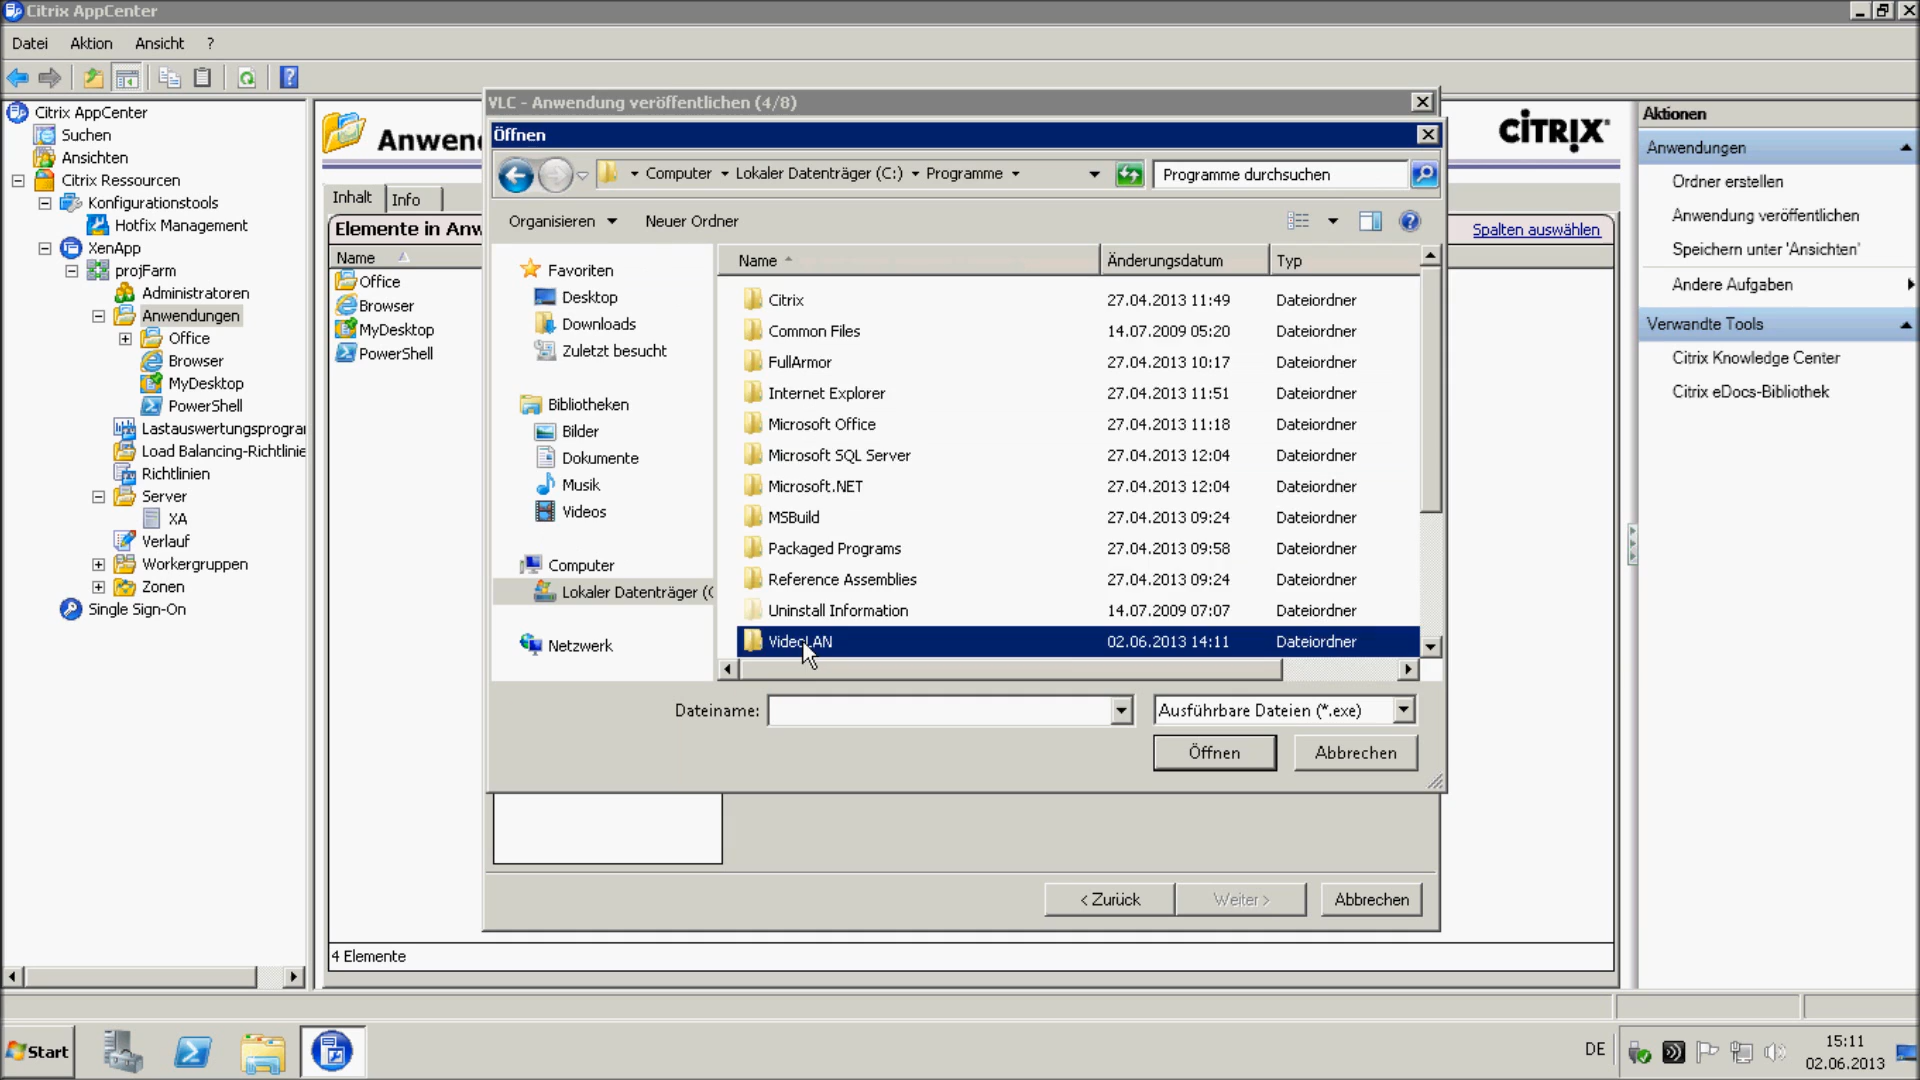 Citrix AppCenter
Datei Aktion Ansicht ?
Citrix AppCenter
Suchen
Ansichten
Citrix Ressourcen
Konfigurationstools
Hotfix Management
XenApp
projFarm
Administratoren
Anwendungen
Office
Browser
MyDesktop
PowerShell
Lastauswertungsprogra
Load Balancing-Richtlinie
Richtlinien
Server
XA
Verlauf
Workergruppen
Zonen
Single Sign-On
Anwen
CITRIX
Inhalt Info
Elemente in Anw
Spalten auswählen
Name
Office
Browser
MyDesktop
PowerShell
4 Elemente
VLC - Anwendung veröffentlichen (4/8)
Öffnen
Computer Lokaler Datenträger (C:) Programme
Programme durchsuchen
Organisieren Neuer Ordner
Favoriten
Desktop
Downloads
Zuletzt besucht
Bibliotheken
Bilder
Dokumente
Musik
Videos
Computer
Lokaler Datenträger (C
Netzwerk
Name Änderungsdatum Typ
Citrix 27.04.2013 11:49 Dateiordner
Common Files 14.07.2009 05:20 Dateiordner
FullArmor 27.04.2013 10:17 Dateiordner
Internet Explorer 27.04.2013 11:51 Dateiordner
Microsoft Office 27.04.2013 11:18 Dateiordner
Microsoft SQL Server 27.04.2013 12:04 Dateiordner
Microsoft.NET 27.04.2013 12:04 Dateiordner
MSBuild 27.04.2013 09:24 Dateiordner
Packaged Programs 27.04.2013 09:58 Dateiordner
Reference Assemblies 27.04.2013 09:24 Dateiordner
Uninstall Information 14.07.2009 07:07 Dateiordner
VideoLAN 02.06.2013 14:11 Dateiordner
Dateiname:
Ausführbare Dateien (*.exe)
Öffnen Abbrechen
< Zurück Weiter > Abbrechen
Aktionen
Anwendungen
Ordner erstellen
Anwendung veröffentlichen
Speichern unter 'Ansichten'
Andere Aufgaben
Verwandte Tools
Citrix Knowledge Center
Citrix eDocs-Bibliothek
Start
DE
15:11
02.06.2013